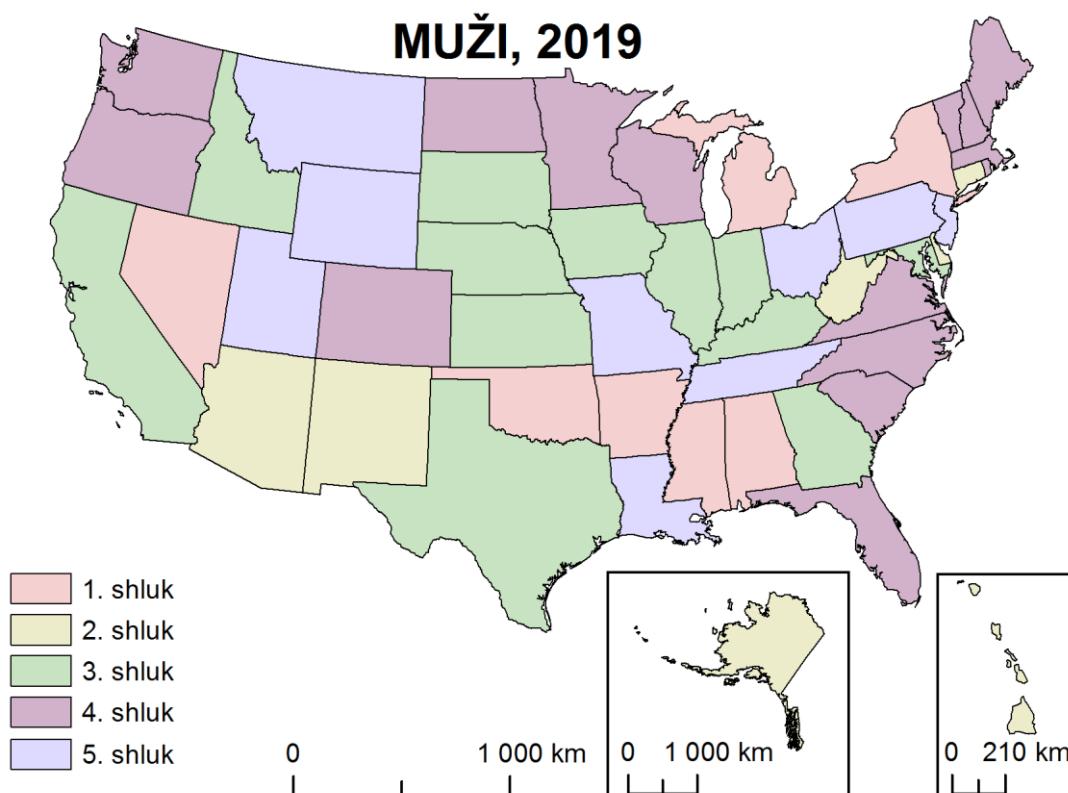 MUŽI, 2019
1. shluk
2. shluk
3. shluk
4. shluk
5. shluk
0 1 000 km
0 1 000 km
0 210 km